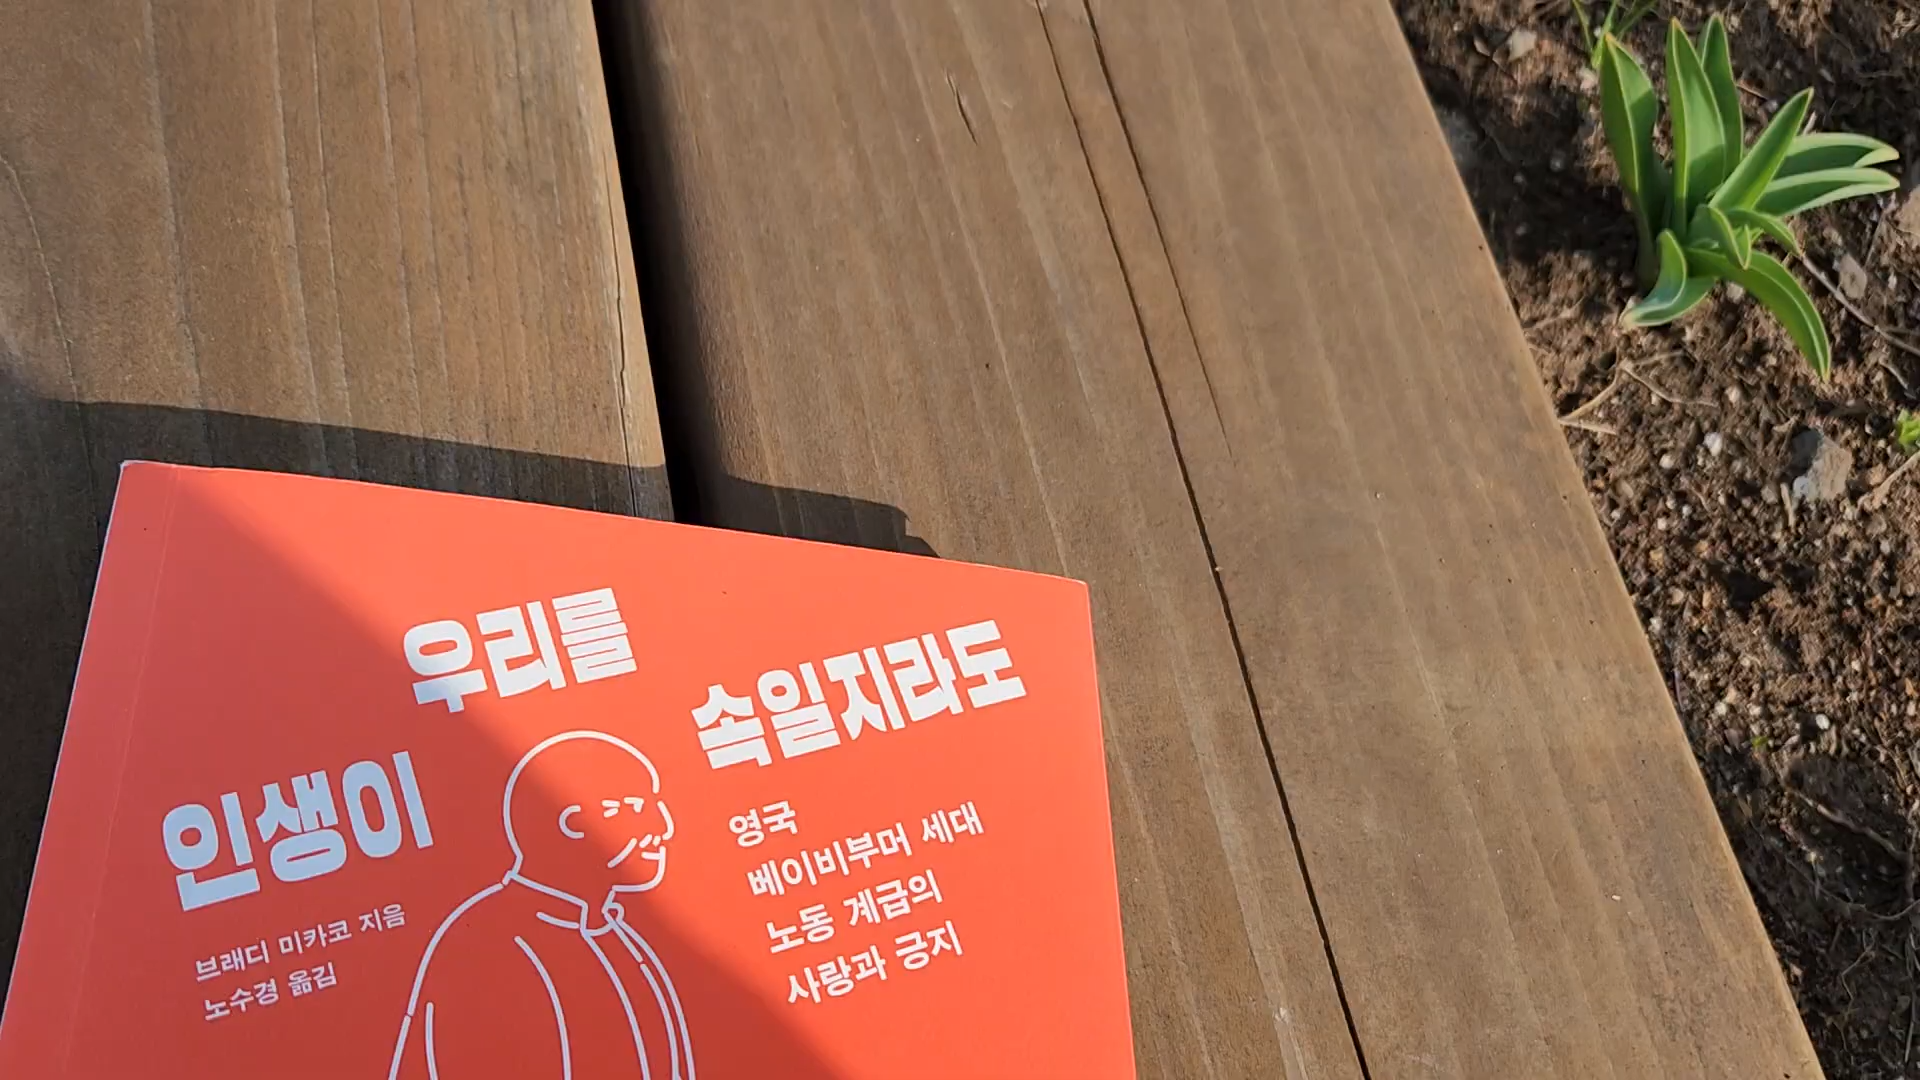 인생이
우리를
속일지라도
영국
베이비부머 세대
노동 계급의
사랑과 긍지
브래디 미카코 지음
노수경 옮김